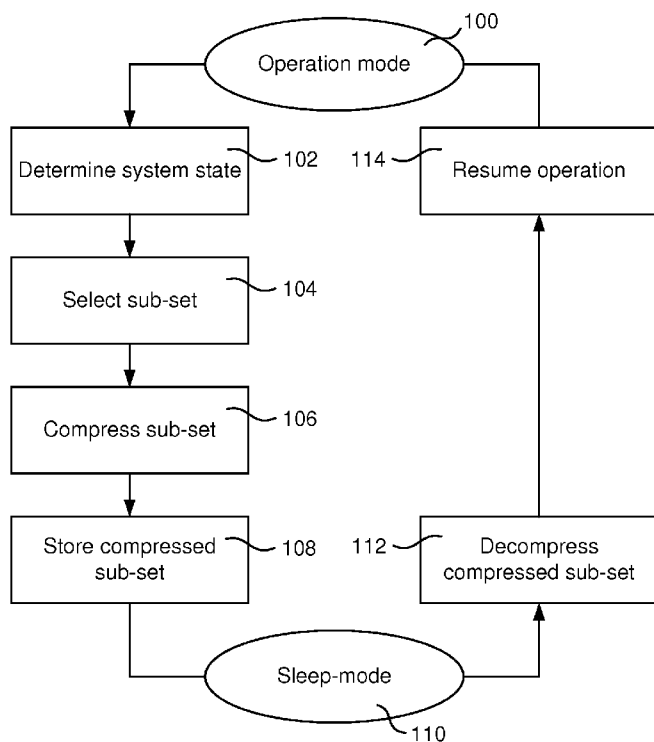 100
Operation mode
Determine system state
102
114
Resume operation
Select sub-set
104
Compress sub-set
106
Store compressed
sub-set
108
112
Decompress
compressed sub-set
Sleep-mode
110